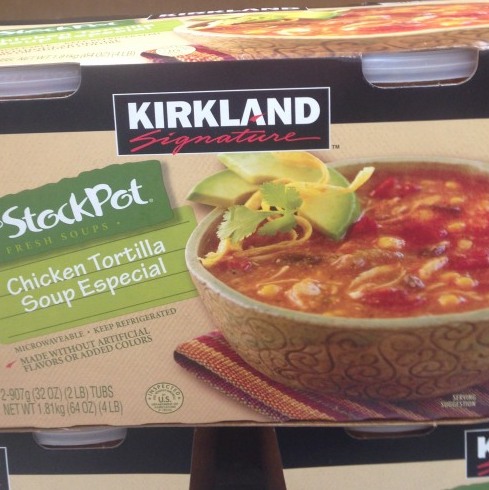 KIRKLAND
Signature
™
StockPot®
FRESH SOUPS
Chicken Tortilla
Soup Especial
MICROWAVEABLE • KEEP REFRIGERATED
MADE WITHOUT ARTIFICIAL
FLAVORS OR ADDED COLORS
2-907g (32 OZ) (2 LB) TUBS
NET WT 1.81kg (64 OZ) (4 LB)
U.S.
SERVING
SUGGESTION
K